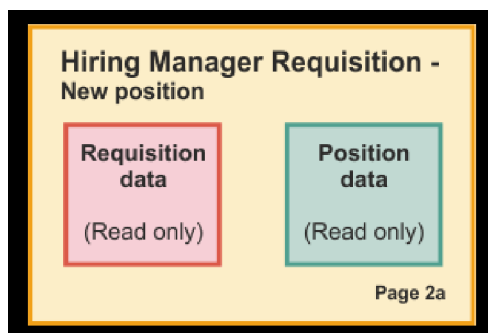 Hiring Manager Requisition -
New position
Requisition
data
(Read only)
Position
data
(Read only)
Page 2a